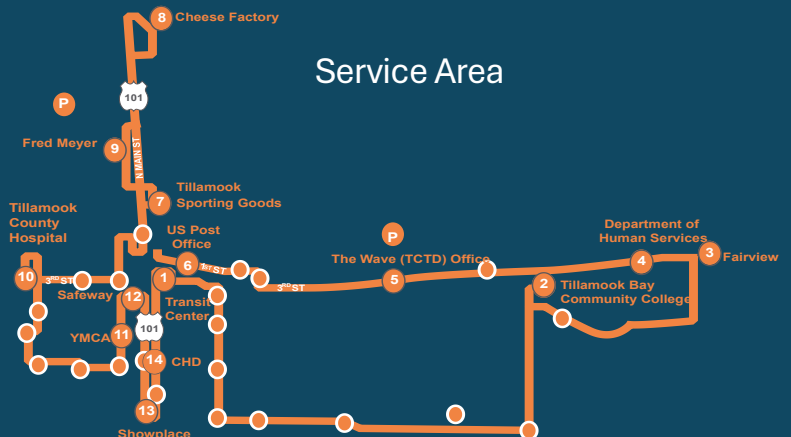 8 Cheese Factory
Service Area
101
P
Fred Meyer 9
N MAIN ST
Tillamook
7 Sporting Goods
Tillamook
County
Hospital
US Post
Office
P
Department of
Human Services
The Wave (TCTD) Office
3 Fairview
4
6 1ST ST
10
3RD ST
1
5
3RD ST
2 Tillamook Bay
Community College
Safeway 12
Transit
Center
101
YMCA 11
14 CHD
13
Showplace